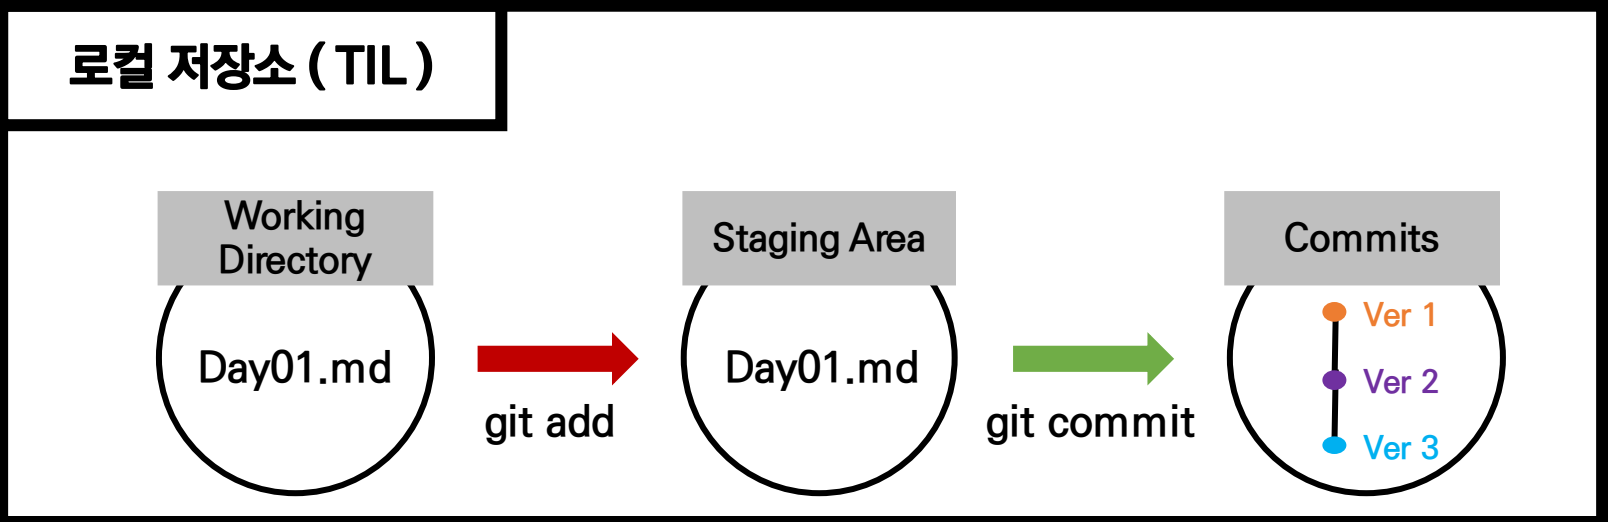 로컬 저장소 ( TIL )
Working
Directory
Day01.md
git add
Staging Area
Day01.md
git commit
Commits
Ver 1
Ver 2
Ver 3